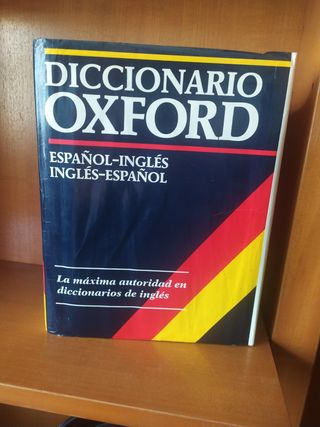 DICCIONARIO
OXFORD
ESPAÑOL-INGLÉS
INGLÉS-ESPAÑOL
La máxima autoridad en
diccionarios de inglés